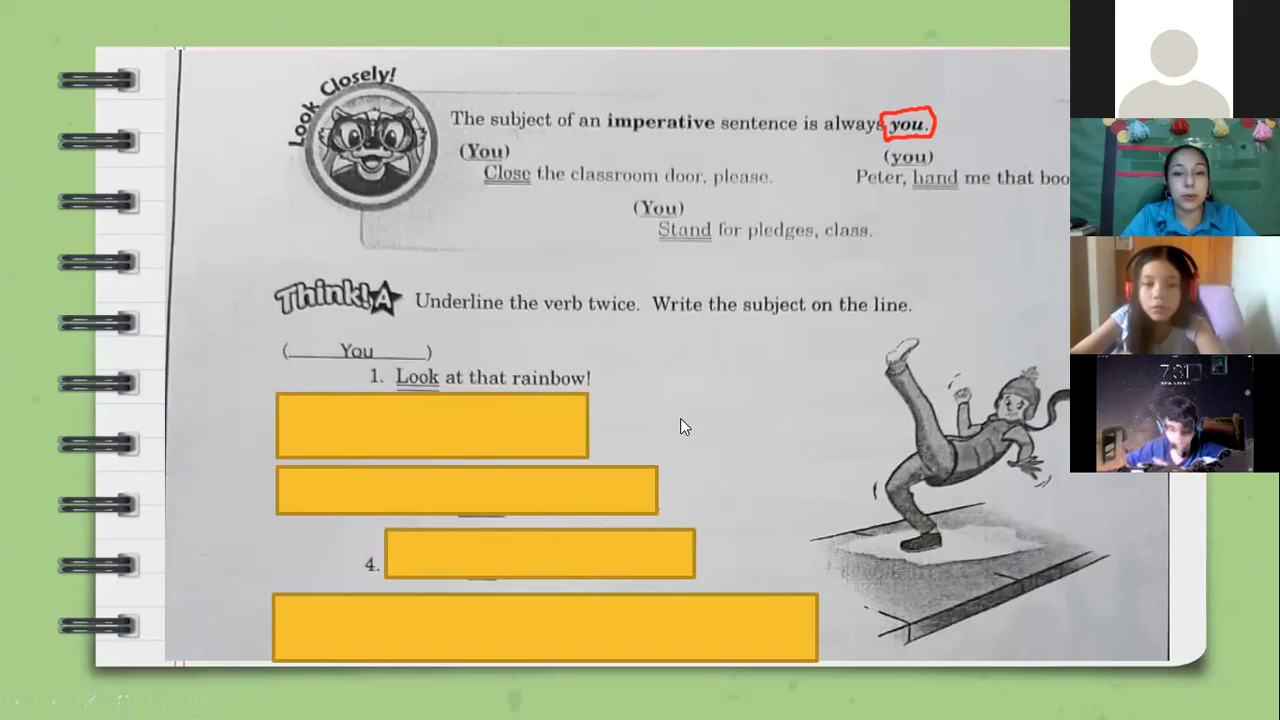 Look Closely!
The subject of an imperative sentence is always you.
(You)
Close the classroom door, please.
(you)
Peter, hand me that
(You)
Stand for pledges, class.
Think! A Underline the verb twice. Write the subject on the line.
( You )
1. Look at that rainbow!
4.